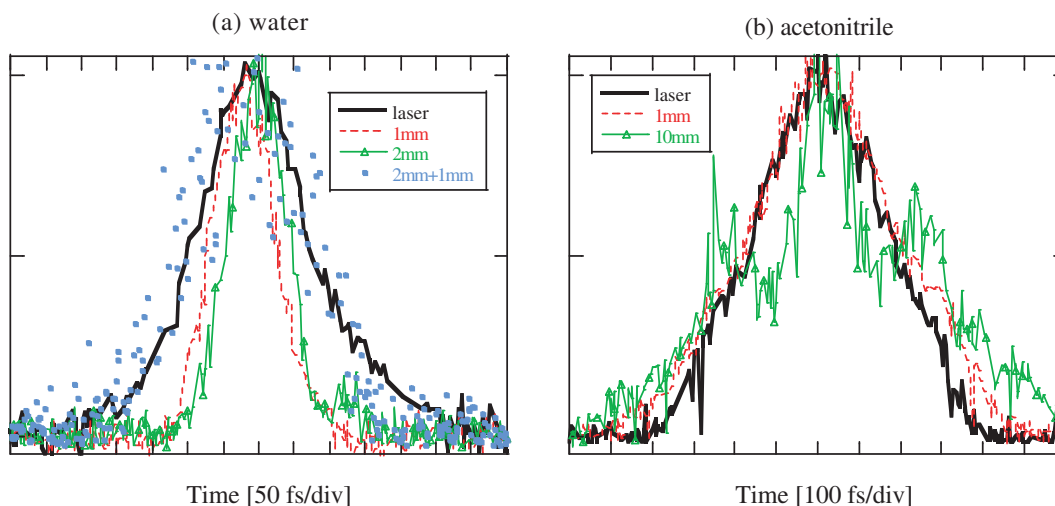 (a) water
laser
1mm
2mm
2mm+1mm
Time [50 fs/div]
(b) acetonitrile
laser
1mm
10mm
Time [100 fs/div]